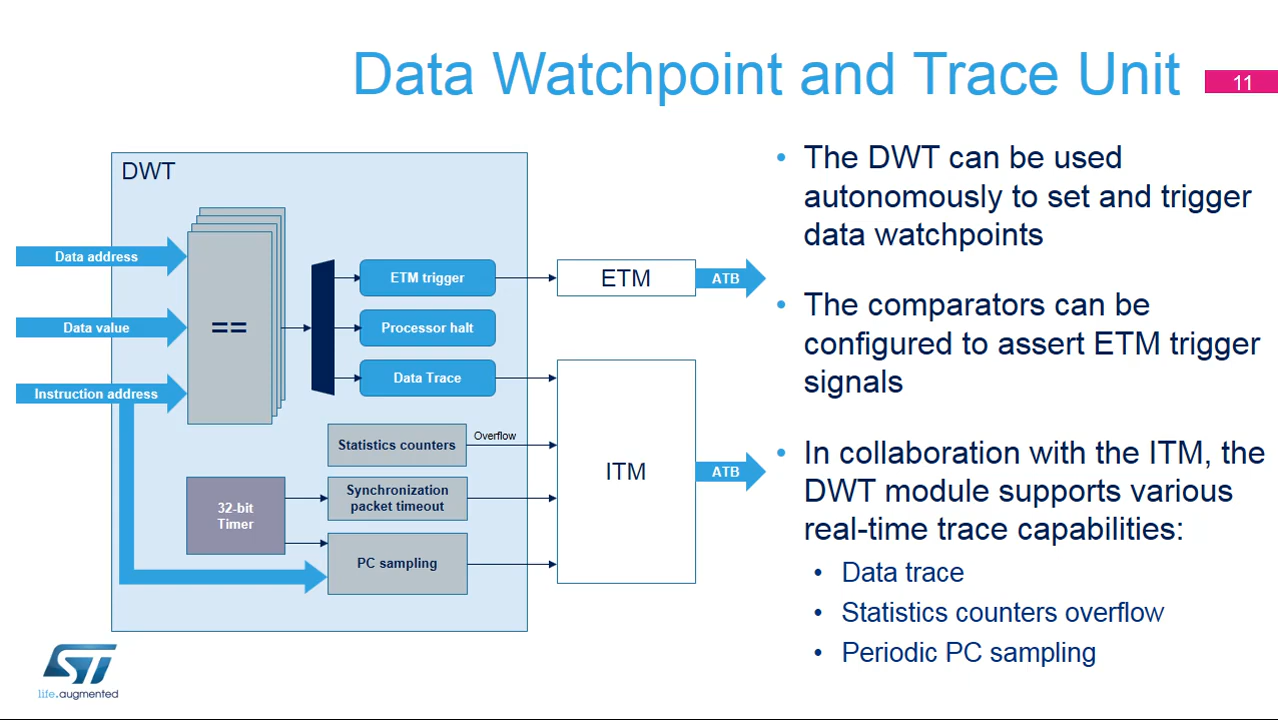 Data Watchpoint and Trace Unit
11
DWT
Data address
Data value
Instruction address
==
ETM trigger
Processor halt
Data Trace
Statistics counters
Overflow
32-bit
Timer
Synchronization
packet timeout
PC sampling
ETM
ATB
ITM
ATB
• The DWT can be used
autonomously to set and trigger
data watchpoints
• The comparators can be
configured to assert ETM trigger
signals
• In collaboration with the ITM, the
DWT module supports various
real-time trace capabilities:
• Data trace
• Statistics counters overflow
• Periodic PC sampling
ST
life.augmented